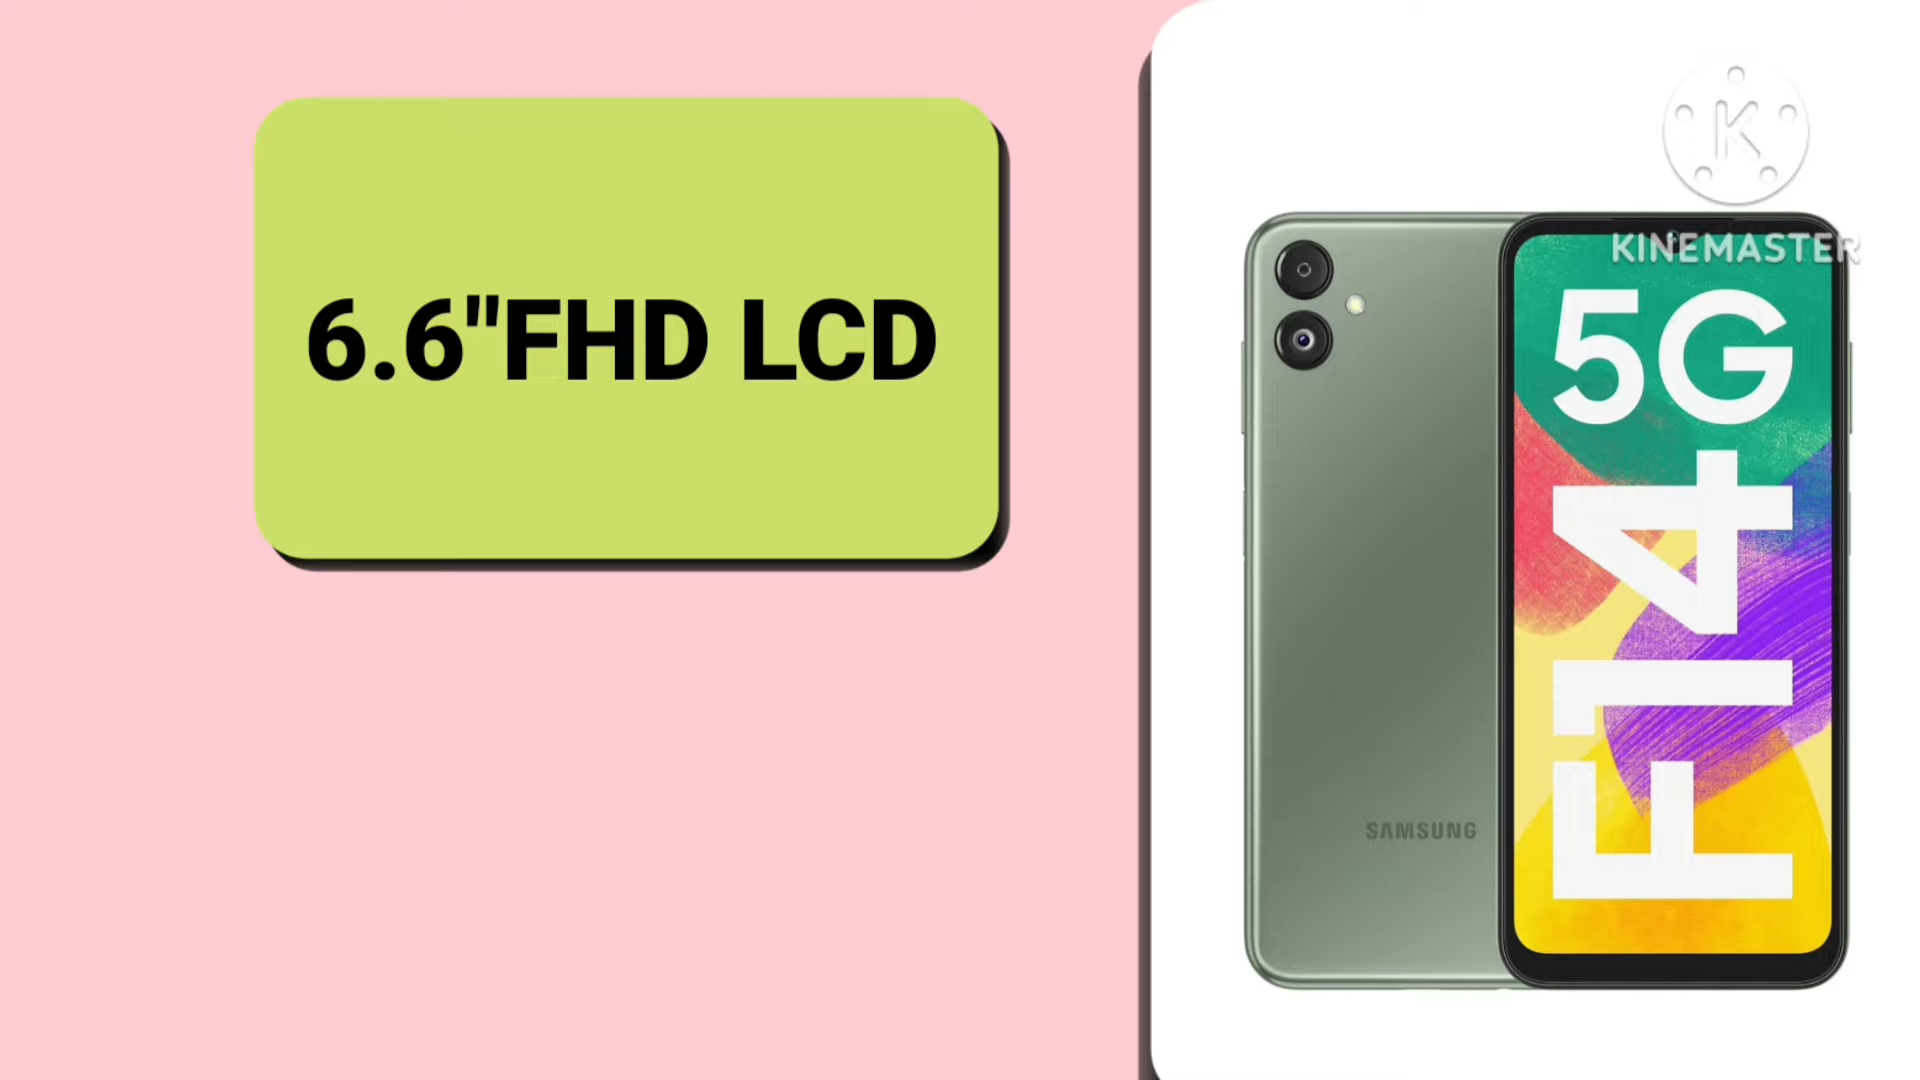 6.6"FHD LCD
K
KINEMASTER
5G
F14
SAMSUNG